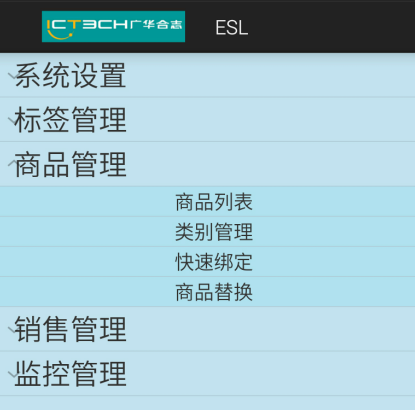 ICT3CH广华合志 ESL
系统设置
标签管理
商品管理
商品列表
类别管理
快速绑定
商品替换
销售管理
监控管理